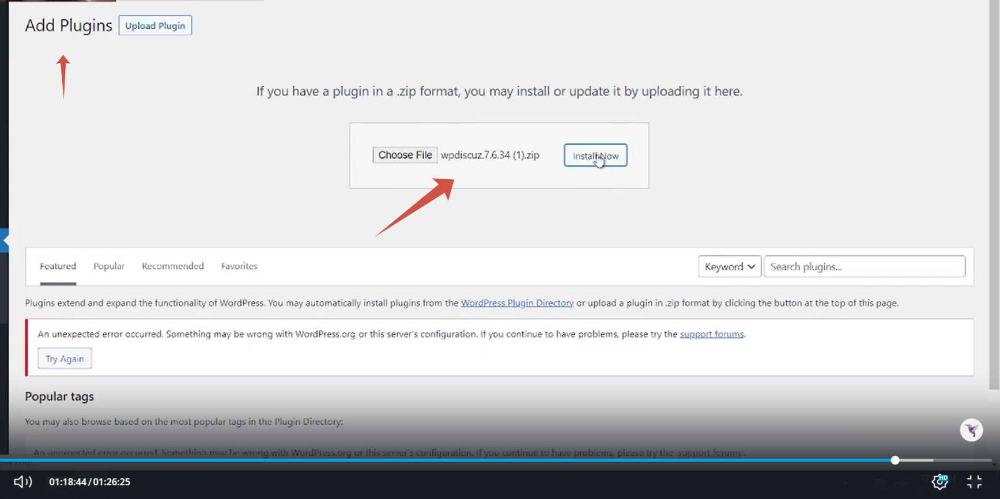 Add Plugins Upload Plugin
If you have a plugin in a .zip format, you may install or update it by uploading it here.
Choose File wpdiscuz.7.6.34 (1).zip Install Now
Featured Popular Recommended Favorites Keyword Search plugins...
Plugins extend and expand the functionality of WordPress. You may automatically install plugins from the WordPress Plugin Directory or upload a plugin in .zip format by clicking the button at the top of this page.
An unexpected error occurred. Something may be wrong with WordPress.org or this server's configuration. If you continue to have problems, please try the support forums.
Try Again
Popular tags
You may also browse based on the most popular tags in the Plugin Directory:
An unexpected error occurred. Something may be wrong with WordPress.org or this server's configuration. If you continue to have problems, please try the support forums.
01:18:44/01:26:25 HD